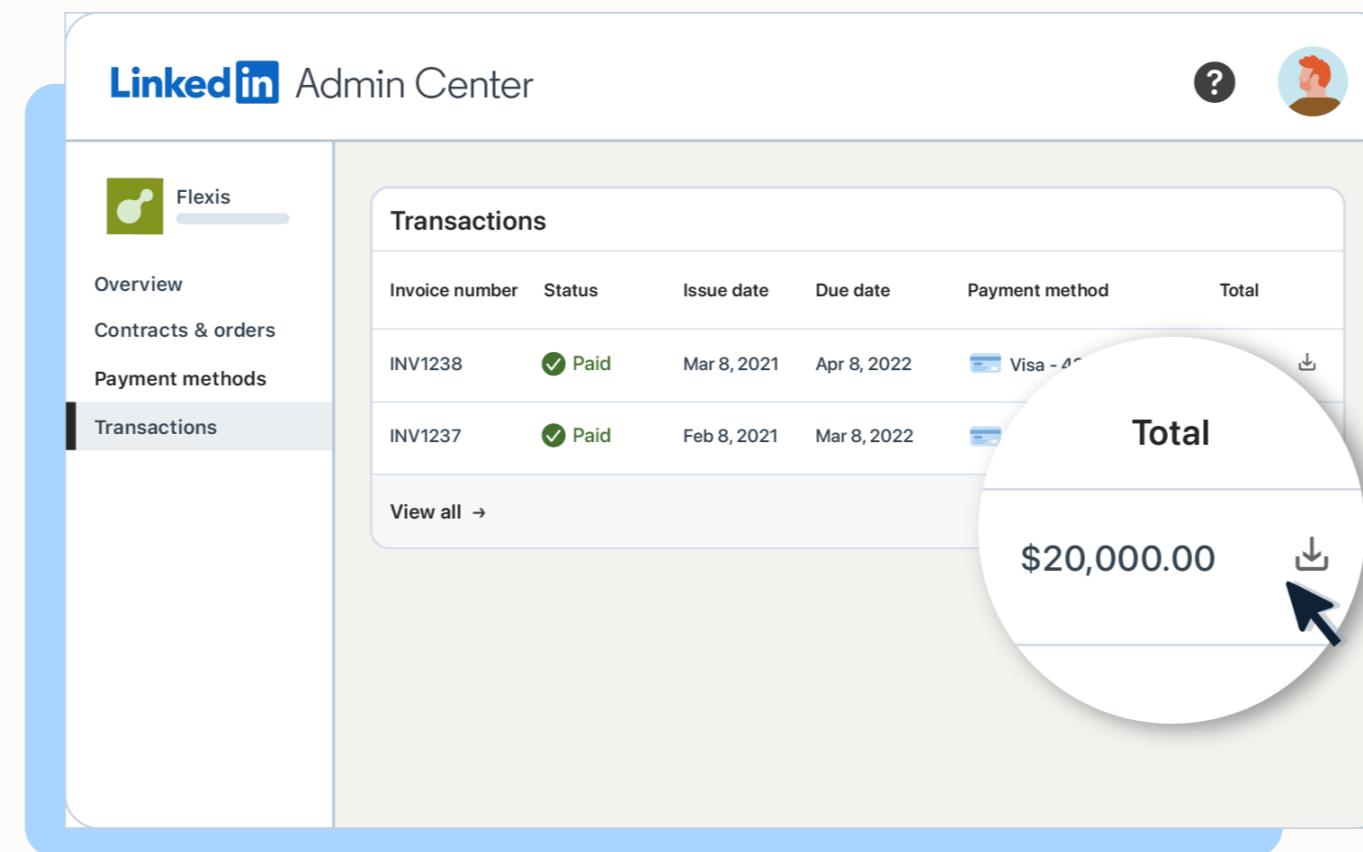 Linkedin Admin Center
?
Flexis
Overview
Contracts & orders
Payment methods
Transactions
Transactions
Invoice number Status Issue date Due date Payment method Total
INV1238 Paid Mar 8, 2021 Apr 8, 2022 Visa -
INV1237 Paid Feb 8, 2021 Mar 8, 2022
View all →
Total
$20,000.00